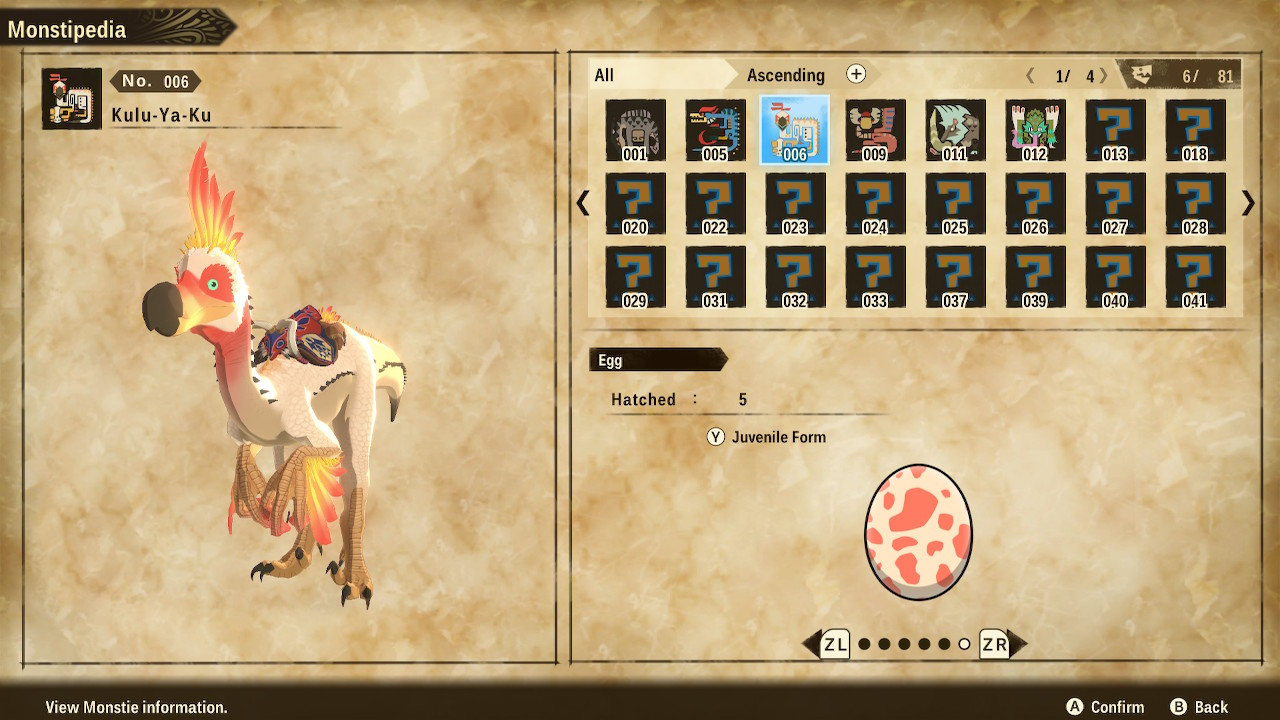 Monstipedia
No. 006
Kulu-Ya-Ku
All
Ascending +
1/ 4
6/ 81
001 005 006 009 011 012 013 018
020 022 023 024 025 026 027 028
029 031 032 033 037 039 040 041
Egg
Hatched : 5
Y Juvenile Form
ZL ZR
View Monstie information.
A Confirm B Back